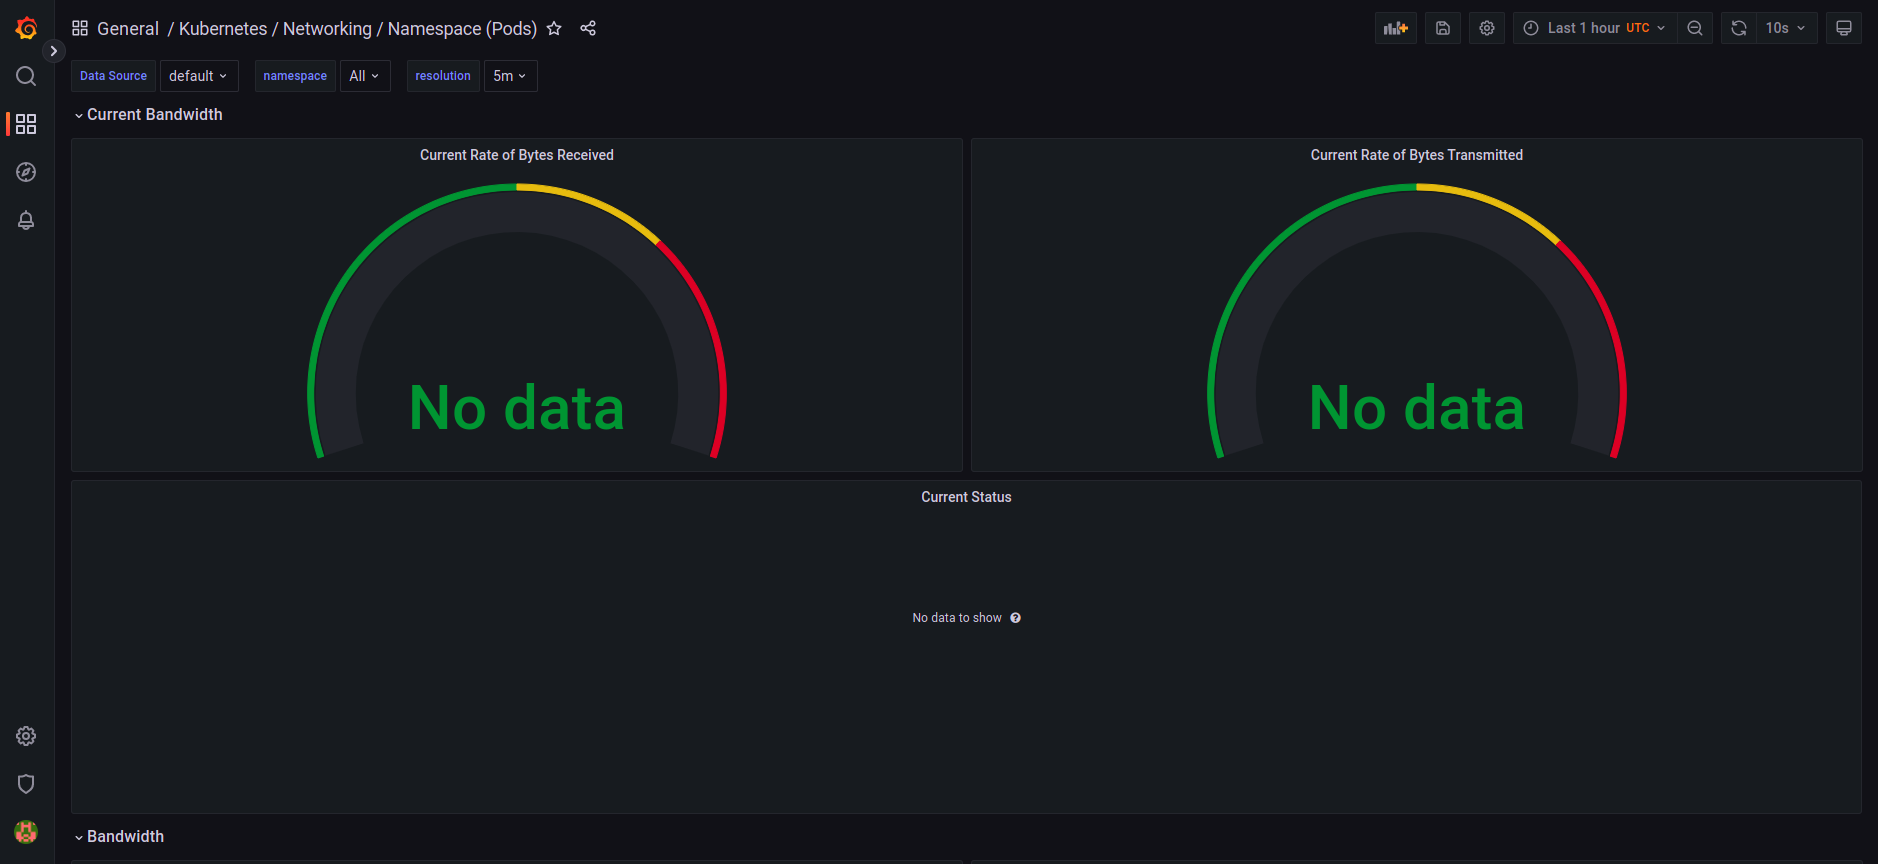 General / Kubernetes / Networking / Namespace (Pods)
Last 1 hour UTC
10s
Data Source default namespace All resolution 5m
Current Bandwidth
Current Rate of Bytes Received
Current Rate of Bytes Transmitted
No data
No data
Current Status
No data to show
Bandwidth